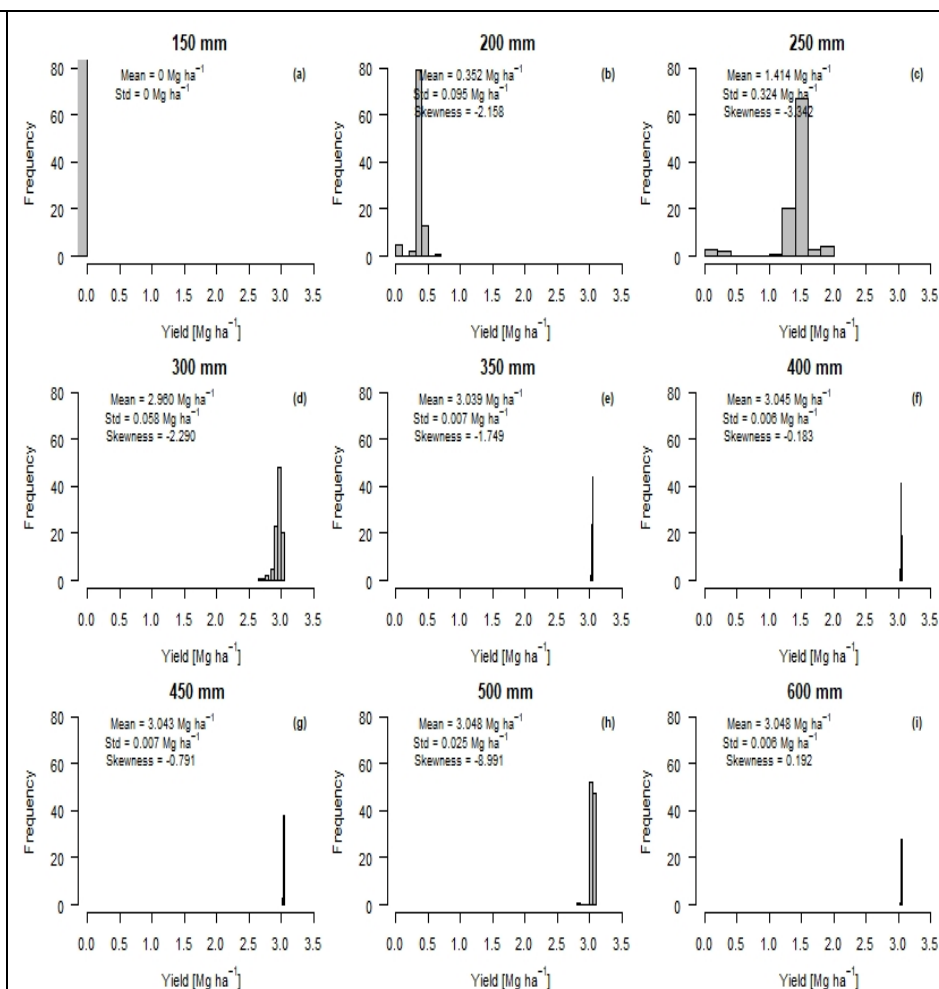 150 mm
Mean = 0 Mg ha⁻¹
Std = 0 Mg ha⁻¹
(a)
Frequency
80
60
40
20
0
0.0 0.5 1.0 1.5 2.0 2.5 3.0 3.5
Yield [Mg ha⁻¹]
200 mm
Mean = 0.352 Mg ha⁻¹
Std = 0.095 Mg ha⁻¹
Skewness = -2.158
(b)
Frequency
80
60
40
20
0
0.0 0.5 1.0 1.5 2.0 2.5 3.0 3.5
Yield [Mg ha⁻¹]
250 mm
Mean = 1.414 Mg ha⁻¹
Std = 0.324 Mg ha⁻¹
Skewness = -3.342
(c)
Frequency
80
60
40
20
0
0.0 0.5 1.0 1.5 2.0 2.5 3.0 3.5
Yield [Mg ha⁻¹]
300 mm
Mean = 2.960 Mg ha⁻¹
Std = 0.058 Mg ha⁻¹
Skewness = -2.290
(d)
Frequency
80
60
40
20
0
0.0 0.5 1.0 1.5 2.0 2.5 3.0 3.5
Yield [Mg ha⁻¹]
350 mm
Mean = 3.039 Mg ha⁻¹
Std = 0.007 Mg ha⁻¹
Skewness = -1.749
(e)
Frequency
80
60
40
20
0
0.0 0.5 1.0 1.5 2.0 2.5 3.0 3.5
Yield [Mg ha⁻¹]
400 mm
Mean = 3.045 Mg ha⁻¹
Std = 0.006 Mg ha⁻¹
Skewness = -0.183
(f)
Frequency
80
60
40
20
0
0.0 0.5 1.0 1.5 2.0 2.5 3.0 3.5
Yield [Mg ha⁻¹]
450 mm
Mean = 3.043 Mg ha⁻¹
Std = 0.007 Mg ha⁻¹
Skewness = -0.791
(g)
Frequency
80
60
40
20
0
0.0 0.5 1.0 1.5 2.0 2.5 3.0 3.5
Yield [Mg ha⁻¹]
500 mm
Mean = 3.048 Mg ha⁻¹
Std = 0.025 Mg ha⁻¹
Skewness = -8.991
(h)
Frequency
80
60
40
20
0
0.0 0.5 1.0 1.5 2.0 2.5 3.0 3.5
Yield [Mg ha⁻¹]
600 mm
Mean = 3.048 Mg ha⁻¹
Std = 0.006 Mg ha⁻¹
Skewness = 0.192
(i)
Frequency
80
60
40
20
0
0.0 0.5 1.0 1.5 2.0 2.5 3.0 3.5
Yield [Mg ha⁻¹]